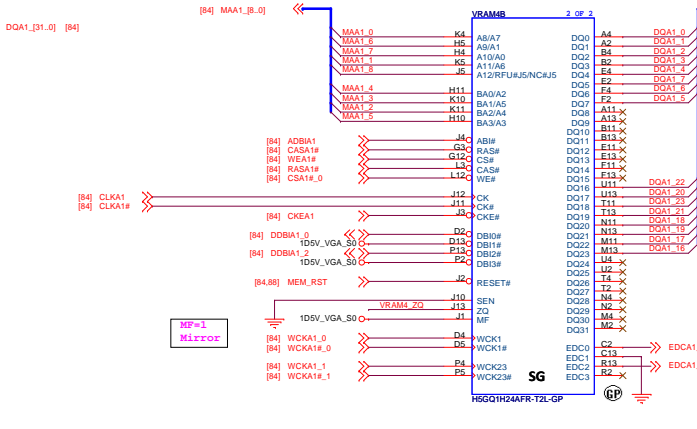 [84] MAA1_[8..0]
DQA1_[31..0] [84]
VRAM4B 2 OF 2
MAA1_0 K4 A8/A7 DQ0 A4 DQA1_0
MAA1_6 H5 A9/A1 DQ1 A2 DQA1_1
MAA1_7 H4 A10/A0 DQ2 B4 DQA1_2
MAA1_1 K5 A11/A6 DQ3 B2 DQA1_3
MAA1_8 J5 A12/RFU#J5/NC#J5 DQ4 E4 DQA1_4
DQ5 E2 DQA1_7
MAA1_4 H11 BA0/A2 DQ6 F4 DQA1_6
MAA1_3 K10 BA1/A5 DQ7 F2 DQA1_5
MAA1_2 K11 BA2/A4 DQ8 A11
MAA1_5 H10 BA3/A3 DQ9 A13
DQ10 B11
[84] ADBIA1 J4 ABI# DQ11 B13
[84] CASA1# G3 RAS# DQ12 E11
[84] WEA1# G12 CS# DQ13 E13
[84] RASA1# L3 CAS# DQ14 F11
[84] CSA1#_0 L12 WE# DQ15 F13
DQ16 U11 DQA1_22
[84] CLKA1 J12 CK DQ17 U13 DQA1_20
[84] CLKA1# J11 CK# DQ18 T11 DQA1_23
[84] CKEA1 J3 CKE# DQ19 T13 DQA1_21
DQ20 N11 DQA1_18
[84] DDBIA1_0 D2 DBI0# DQ21 N13 DQA1_19
1D5V_VGA_S0 D13 DBI1# DQ22 M11 DQA1_17
[84] DDBIA1_2 P13 DBI2# DQ23 M13 DQA1_16
1D5V_VGA_S0 P2 DBI3# DQ24 U4
DQ25 U2
[84,88] MEM_RST J2 RESET# DQ26 T4
DQ27 T2
J10 SEN DQ28 N4
VRAM4_ZQ J13 ZQ DQ29 N2
1D5V_VGA_S0 J1 MF DQ30 M4
DQ31 M2
MF=1
Mirror
[84] WCKA1_0 D4 WCK1 EDC0 C2 EDCA1_
[84] WCKA1#_0 D5 WCK1# EDC1 C13
[84] WCKA1_1 P4 WCK23 EDC2 R13 EDCA1_
[84] WCKA1#_1 P5 WCK23# EDC3 R2
SG
GP
H5GQ1H24AFR-T2L-GP